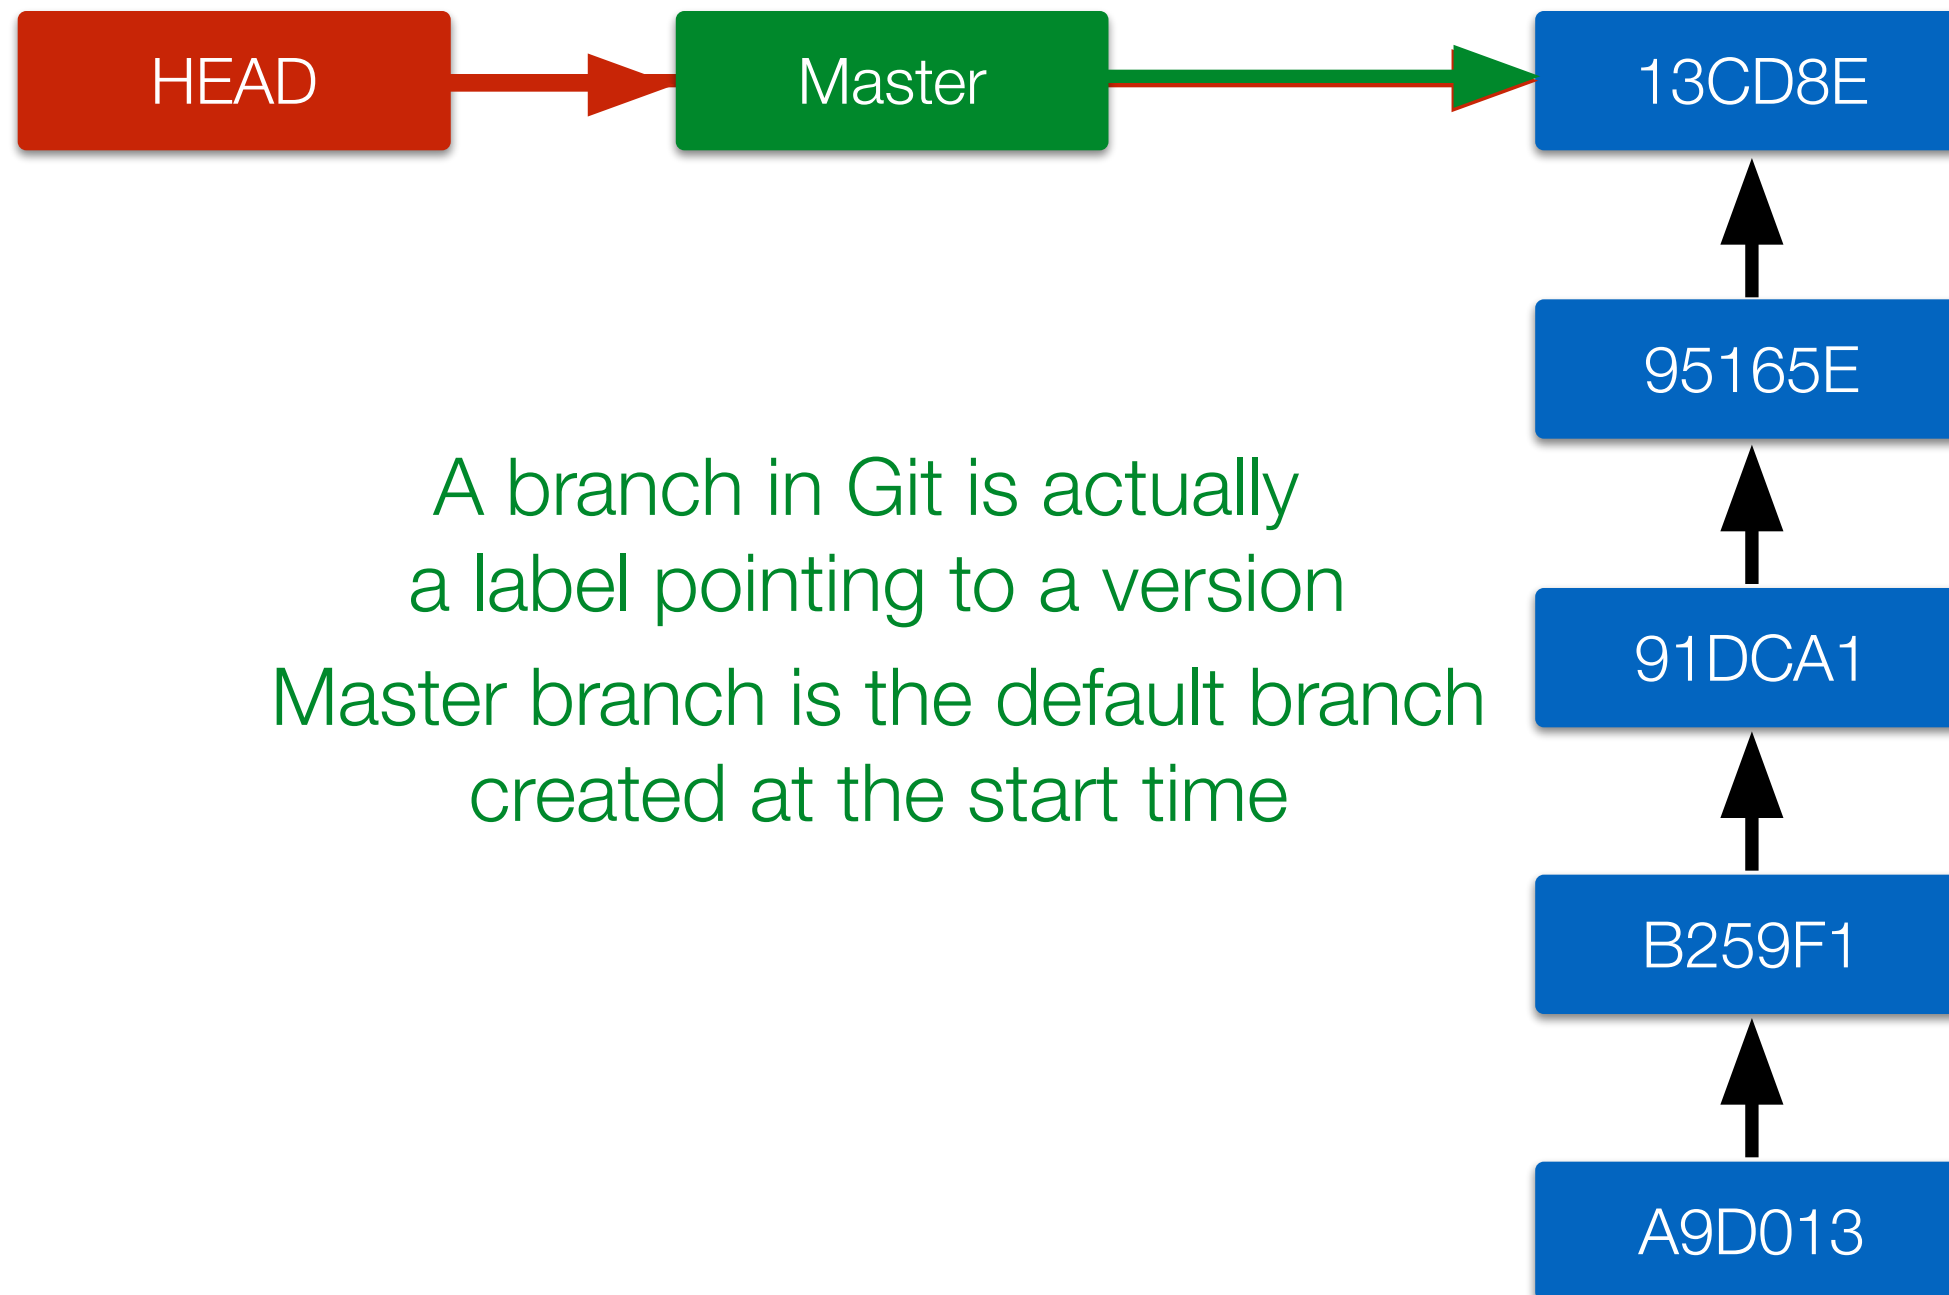 HEAD
Master
13CD8E
95165E
A branch in Git is actually
a label pointing to a version
Master branch is the default branch
created at the start time
91DCA1
B259F1
A9D013